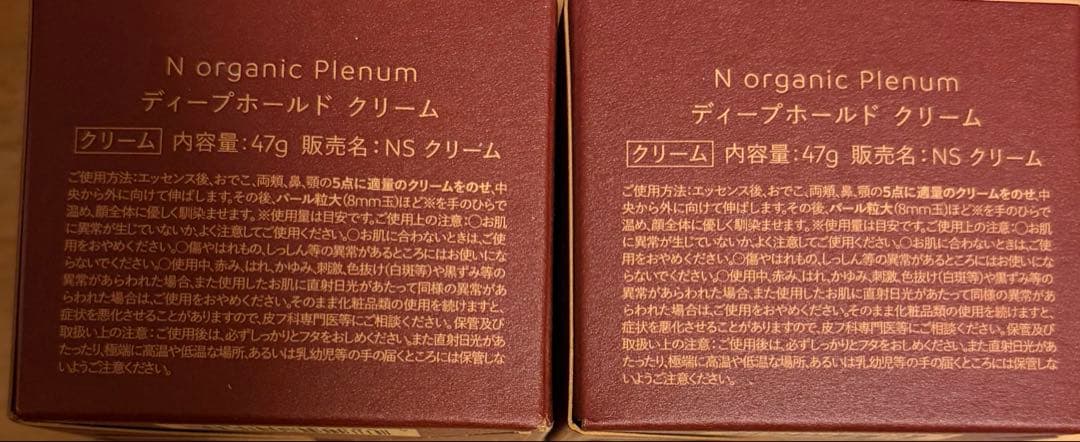 N organic Plenum
ディープホールド クリーム
クリーム 内容量:47g 販売名:NS クリーム
ご使用方法:エッセンス後、おでこ、両頬、鼻、顎の5点に適量のクリームをのせ、中
央から外に向けて伸ばします。その後、パール粒大(8mm玉)ほど※を手のひらで
温め、顔全体に優しく馴染ませます。※使用量は目安です。ご使用上の注意:〇お肌
に異常が生じていないか、よく注意してご使用ください。〇お肌に合わないときは、ご使
用をおやめください。〇傷やはれもの、しっしん等の異常があるところにはお使いにな
らないでください。〇使用中、赤み、はれ、かゆみ、刺激、色抜け(白斑等)や黒ずみ等の
異常があらわれた場合、また使用したお肌に直射日光があたって同様の異常が
あらわれた場合は、ご使用をおやめください。そのまま化粧品類の使用を続けますと、
症状を悪化させることがありますので、皮フ科専門医等にご相談ください。保管及び
取扱い上の注意:ご使用後は、必ずしっかりとフタをおしめください。また直射日光があ
たったり、極端に高温や低温な場所、あるいは乳幼児等の手の届くところには保管しな
いようご注意ください。
N organic Plenum
ディープホールド クリーム
クリーム 内容量:47g 販売名:NS クリーム
ご使用方法:エッセンス後、おでこ、両頬、鼻、顎の5点に適量のクリームをのせ、中
央から外に向けて伸ばします。その後、パール粒大(8mm玉)ほど※を手のひらで
温め、顔全体に優しく馴染ませます。※使用量は目安です。ご使用上の注意:〇お肌
に異常が生じていないか、よく注意してご使用ください。〇お肌に合わないときは、ご使
用をおやめください。〇傷やはれもの、しっしん等の異常があるところにはお使いにな
らないでください。〇使用中、赤み、はれ、かゆみ、刺激、色抜け(白斑等)や黒ずみ等の
異常があらわれた場合、また使用したお肌に直射日光があたって同様の異常があ
らわれた場合は、ご使用をおやめください。そのまま化粧品類の使用を続けますと、
症状を悪化させることがありますので、皮フ科専門医等にご相談ください。保管及び
取扱い上の注意:ご使用後は、必ずしっかりとフタをおしめください。また直射日光があ
たったり、極端に高温や低温な場所、あるいは乳幼児等の手の届くところには保管しな
いようご注意ください。